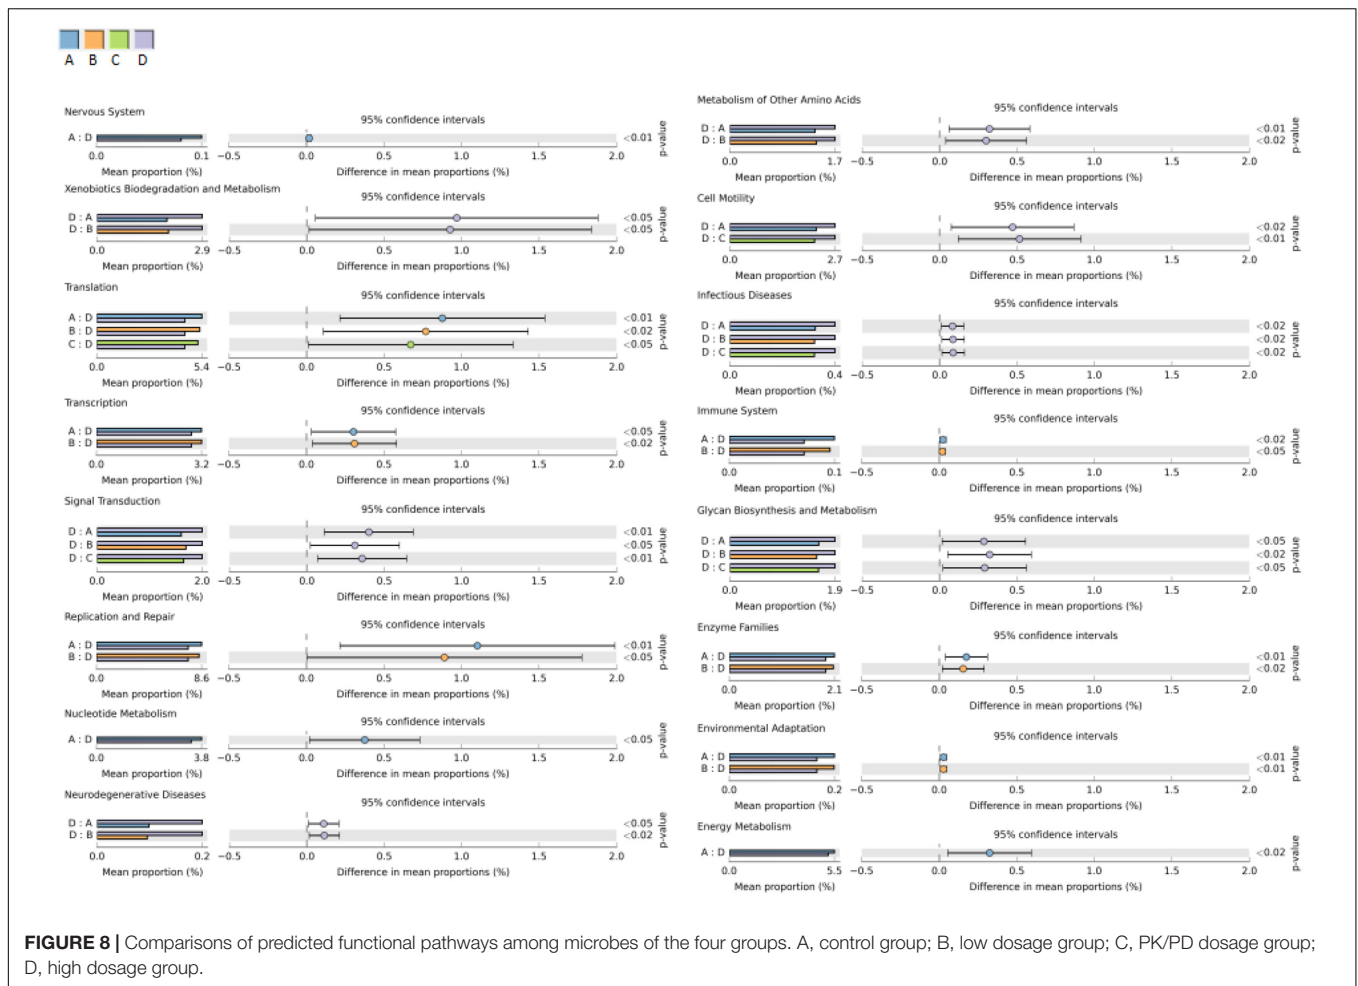 A B C D
Nervous System
95% confidence intervals
A : D
<0.01
p-value
0.0 0.1 −0.5 0.0 0.5 1.0 1.5 2.0
Mean proportion (%) Difference in mean proportions (%)
Xenobiotics Biodegradation and Metabolism
95% confidence intervals
D : A <0.05
D : B <0.05
p-value
0.0 2.9 −0.5 0.0 0.5 1.0 1.5 2.0
Mean proportion (%) Difference in mean proportions (%)
Translation
95% confidence intervals
A : D <0.01
B : D <0.02
C : D <0.05
p-value
0.0 5.4 −0.5 0.0 0.5 1.0 1.5 2.0
Mean proportion (%) Difference in mean proportions (%)
Transcription
95% confidence intervals
A : D <0.05
B : D <0.02
p-value
0.0 3.2 −0.5 0.0 0.5 1.0 1.5 2.0
Mean proportion (%) Difference in mean proportions (%)
Signal Transduction
95% confidence intervals
D : A <0.01
D : B <0.05
D : C <0.01
p-value
0.0 2.0 −0.5 0.0 0.5 1.0 1.5 2.0
Mean proportion (%) Difference in mean proportions (%)
Replication and Repair
95% confidence intervals
A : D <0.01
B : D <0.05
p-value
0.0 8.6 −0.5 0.0 0.5 1.0 1.5 2.0
Mean proportion (%) Difference in mean proportions (%)
Nucleotide Metabolism
95% confidence intervals
A : D <0.05
p-value
0.0 3.8 −0.5 0.0 0.5 1.0 1.5 2.0
Mean proportion (%) Difference in mean proportions (%)
Neurodegenerative Diseases
95% confidence intervals
D : A <0.05
D : B <0.02
p-value
0.0 0.2 −0.5 0.0 0.5 1.0 1.5 2.0
Mean proportion (%) Difference in mean proportions (%)
Metabolism of Other Amino Acids
95% confidence intervals
D : A <0.01
D : B <0.02
p-value
0.0 1.7 −0.5 0.0 0.5 1.0 1.5 2.0
Mean proportion (%) Difference in mean proportions (%)
Cell Motility
95% confidence intervals
D : A <0.02
D : C <0.01
p-value
0.0 2.7 −0.5 0.0 0.5 1.0 1.5 2.0
Mean proportion (%) Difference in mean proportions (%)
Infectious Diseases
95% confidence intervals
D : A <0.02
D : B <0.02
D : C <0.02
p-value
0.0 0.4 −0.5 0.0 0.5 1.0 1.5 2.0
Mean proportion (%) Difference in mean proportions (%)
Immune System
95% confidence intervals
A : D <0.02
B : D <0.05
p-value
0.0 0.1 −0.5 0.0 0.5 1.0 1.5 2.0
Mean proportion (%) Difference in mean proportions (%)
Glycan Biosynthesis and Metabolism
95% confidence intervals
D : A <0.05
D : B <0.02
D : C <0.05
p-value
0.0 1.9 −0.5 0.0 0.5 1.0 1.5 2.0
Mean proportion (%) Difference in mean proportions (%)
Enzyme Families
95% confidence intervals
A : D <0.01
B : D <0.02
p-value
0.0 2.1 −0.5 0.0 0.5 1.0 1.5 2.0
Mean proportion (%) Difference in mean proportions (%)
Environmental Adaptation
95% confidence intervals
A : D <0.01
B : D <0.01
p-value
0.0 0.2 −0.5 0.0 0.5 1.0 1.5 2.0
Mean proportion (%) Difference in mean proportions (%)
Energy Metabolism
95% confidence intervals
A : D <0.02
p-value
0.0 5.5 −0.5 0.0 0.5 1.0 1.5 2.0
Mean proportion (%) Difference in mean proportions (%)
FIGURE 8 | Comparisons of predicted functional pathways among microbes of the four groups. A, control group; B, low dosage group; C, PK/PD dosage group;
D, high dosage group.